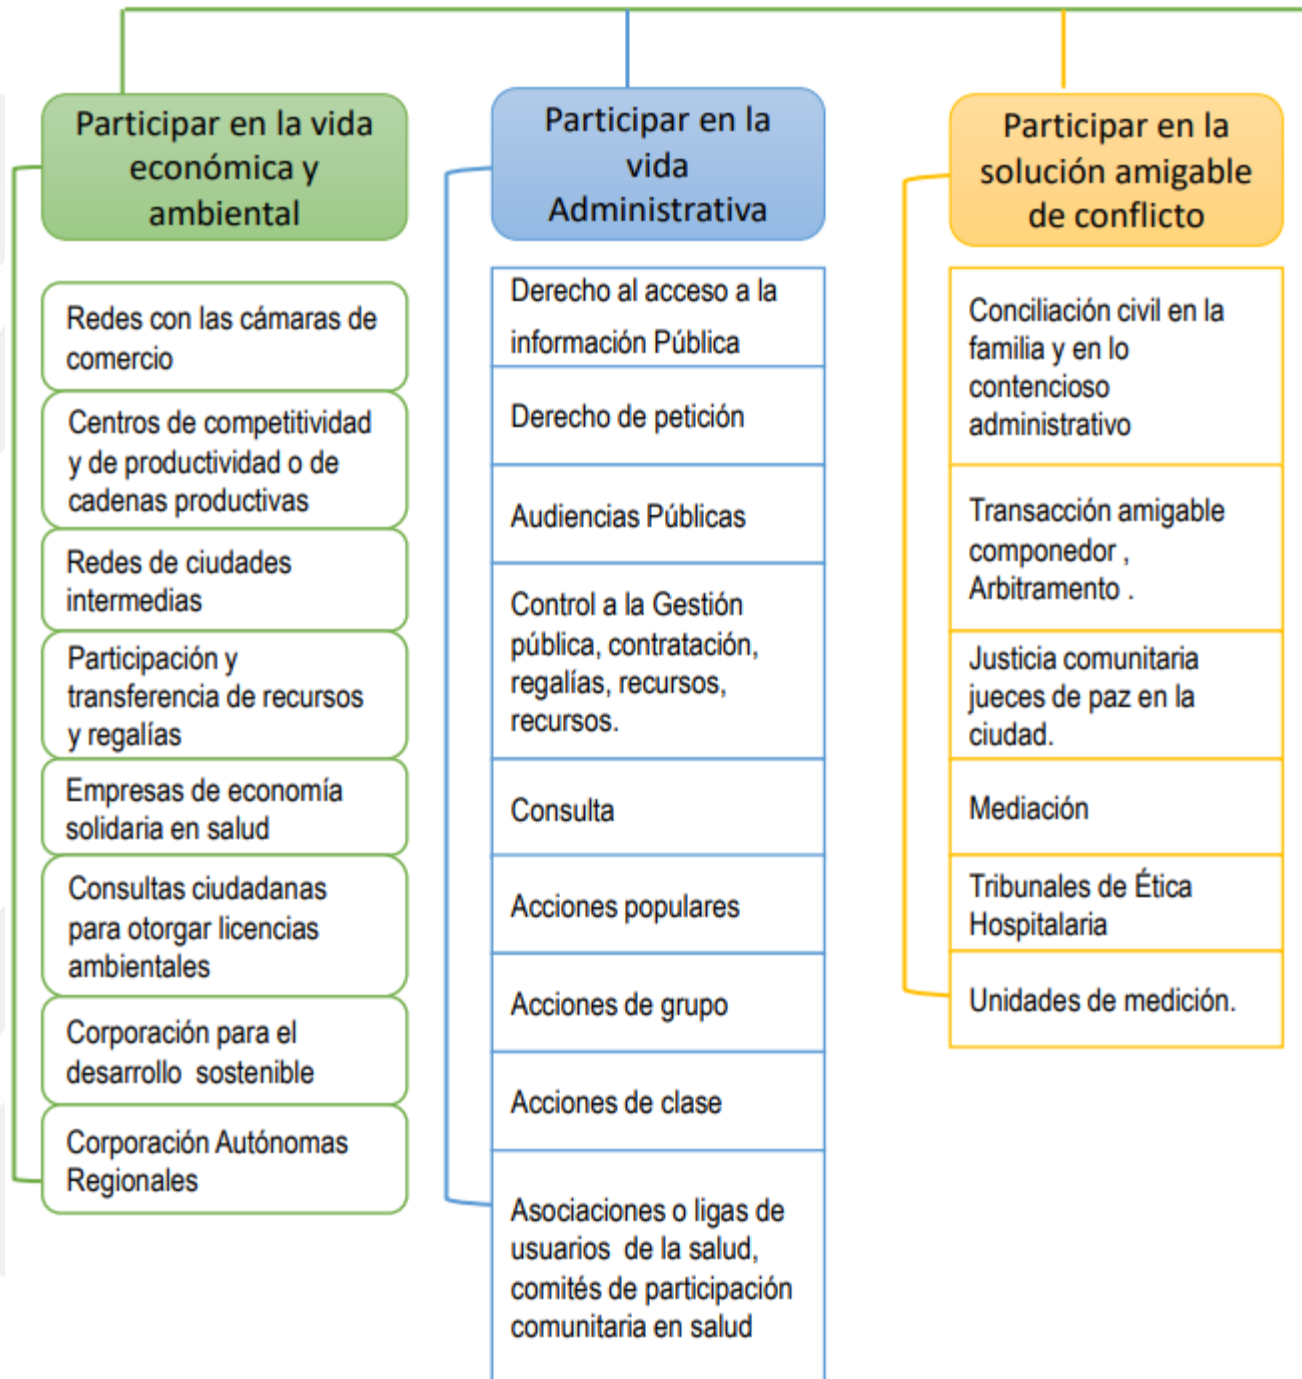 Participar en la vida
económica y
ambiental
Redes con las cámaras de
comercio
Centros de competitividad
y de productividad o de
cadenas productivas
Redes de ciudades
intermedias
Participación y
transferencia de recursos
y regalías
Empresas de economía
solidaria en salud
Consultas ciudadanas
para otorgar licencias
ambientales
Corporación para el
desarrollo sostenible
Corporación Autónomas
Regionales
Participar en la
vida
Administrativa
Derecho al acceso a la
información Pública
Derecho de petición
Audiencias Públicas
Control a la Gestión
pública, contratación,
regalías, recursos,
recursos.
Consulta
Acciones populares
Acciones de grupo
Acciones de clase
Asociaciones o ligas de
usuarios de la salud,
comités de participación
comunitaria en salud
Participar en la
solución amigable
de conflicto
Conciliación civil en la
familia y en lo
contencioso
administrativo
Transacción amigable
componedor ,
Arbitramento .
Justicia comunitaria
jueces de paz en la
ciudad.
Mediación
Tribunales de Ética
Hospitalaria
Unidades de medición.